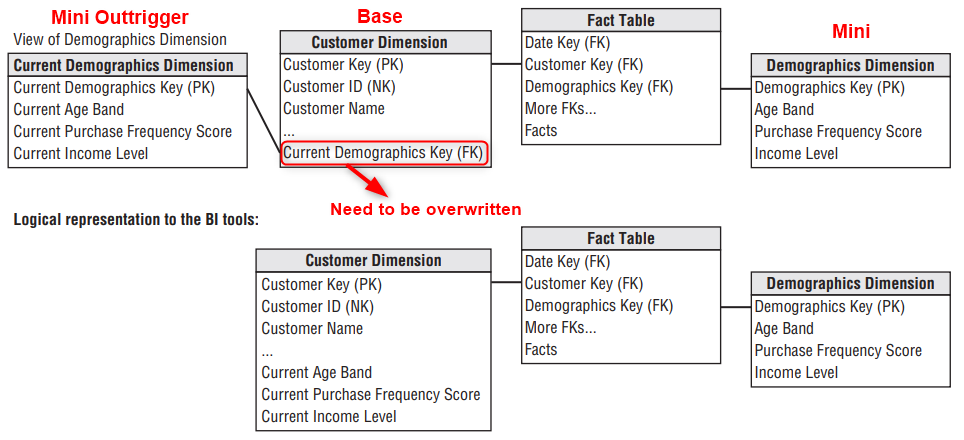 Mini Outtrigger
View of Demographics Dimension
Current Demographics Dimension
Current Demographics Key (PK)
Current Age Band
Current Purchase Frequency Score
Current Income Level
Base
Customer Dimension
Customer Key (PK)
Customer ID (NK)
Customer Name
...
Current Demographics Key (FK)
Need to be overwritten
Fact Table
Date Key (FK)
Customer Key (FK)
Demographics Key (FK)
More FKs...
Facts
Mini
Demographics Dimension
Demographics Key (PK)
Age Band
Purchase Frequency Score
Income Level
Logical representation to the BI tools:
Customer Dimension
Customer Key (PK)
Customer ID (NK)
Customer Name
...
Current Age Band
Current Purchase Frequency Score
Current Income Level
Fact Table
Date Key (FK)
Customer Key (FK)
Demographics Key (FK)
More FKs...
Facts
Demographics Dimension
Demographics Key (PK)
Age Band
Purchase Frequency Score
Income Level